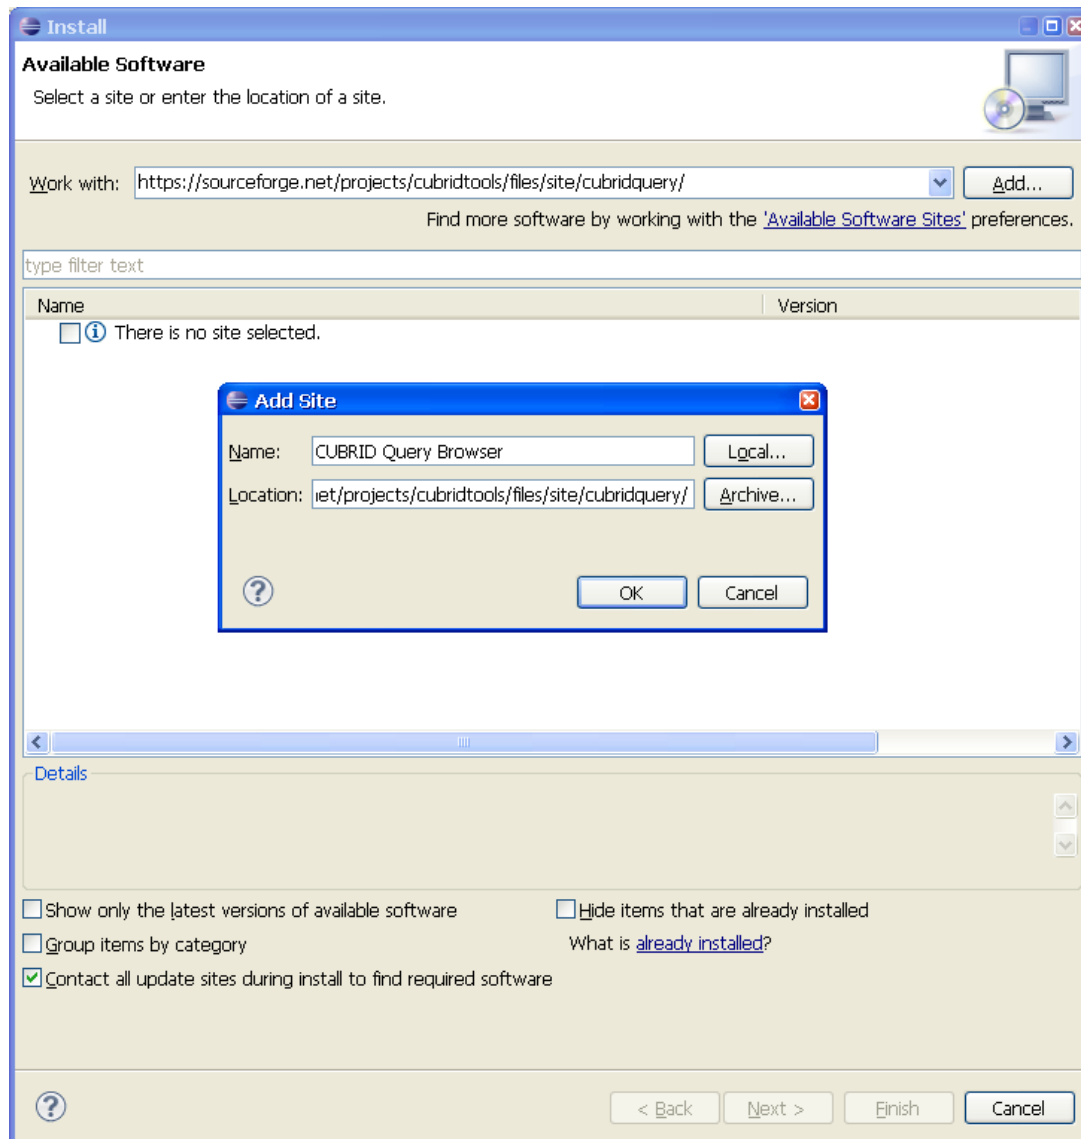 Install
Available Software
Select a site or enter the location of a site.
Work with: https://sourceforge.net/projects/cubridtools/files/site/cubridquery/ Add...
Find more software by working with the 'Available Software Sites' preferences.
type filter text
Name Version
There is no site selected.
Add Site
Name: CUBRID Query Browser Local...
Location: et/projects/cubridtools/files/site/cubridquery/ Archive...
OK Cancel
Details
Show only the latest versions of available software Hide items that are already installed
Group items by category What is already installed?
Contact all update sites during install to find required software
< Back Next > Finish Cancel